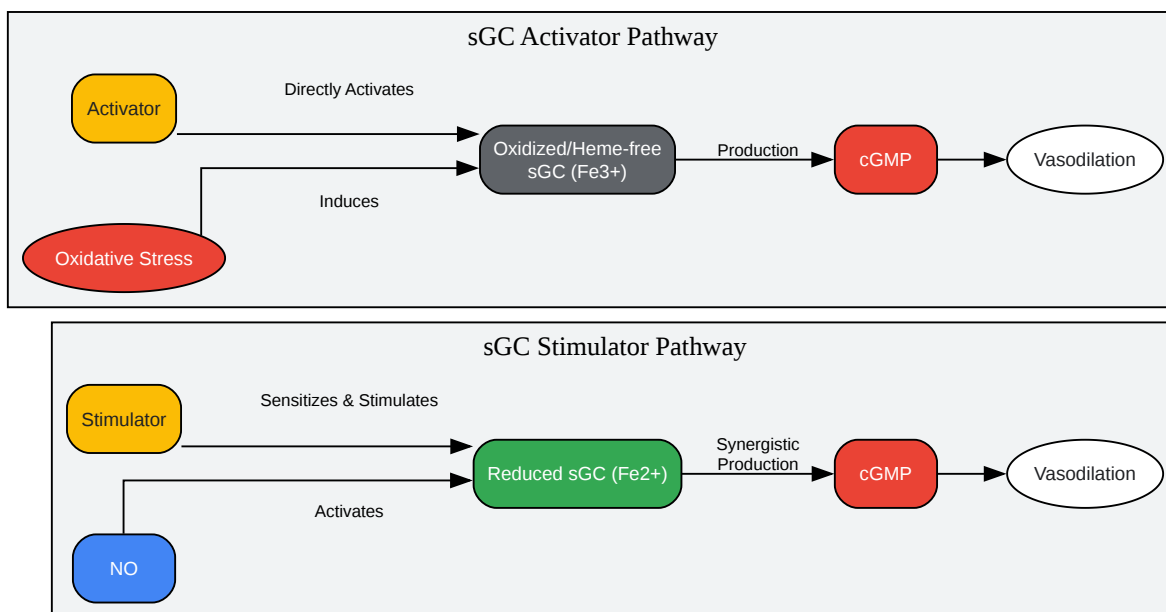 sGC Activator Pathway
Activator
Directly Activates
Oxidized/Heme-free
sGC (Fe3+)
Production
cGMP
Vasodilation
Induces
Oxidative Stress
sGC Stimulator Pathway
Stimulator
Sensitizes & Stimulates
Reduced sGC (Fe2+)
Synergistic
Production
cGMP
Vasodilation
Activates
NO